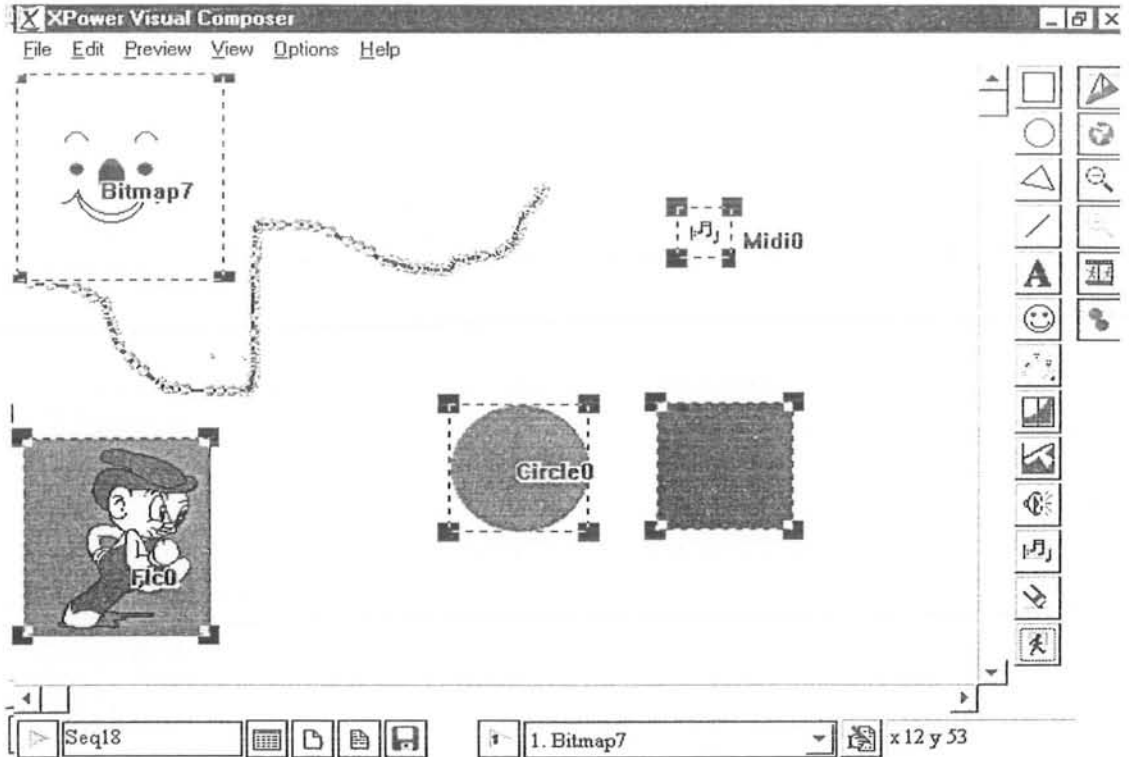 XPower Visual Composer
File Edit Preview View Options Help
Bitmap7
Midi0
A
Circle0
Flc0
Seq18
1. Bitmap7
x 12 y 53